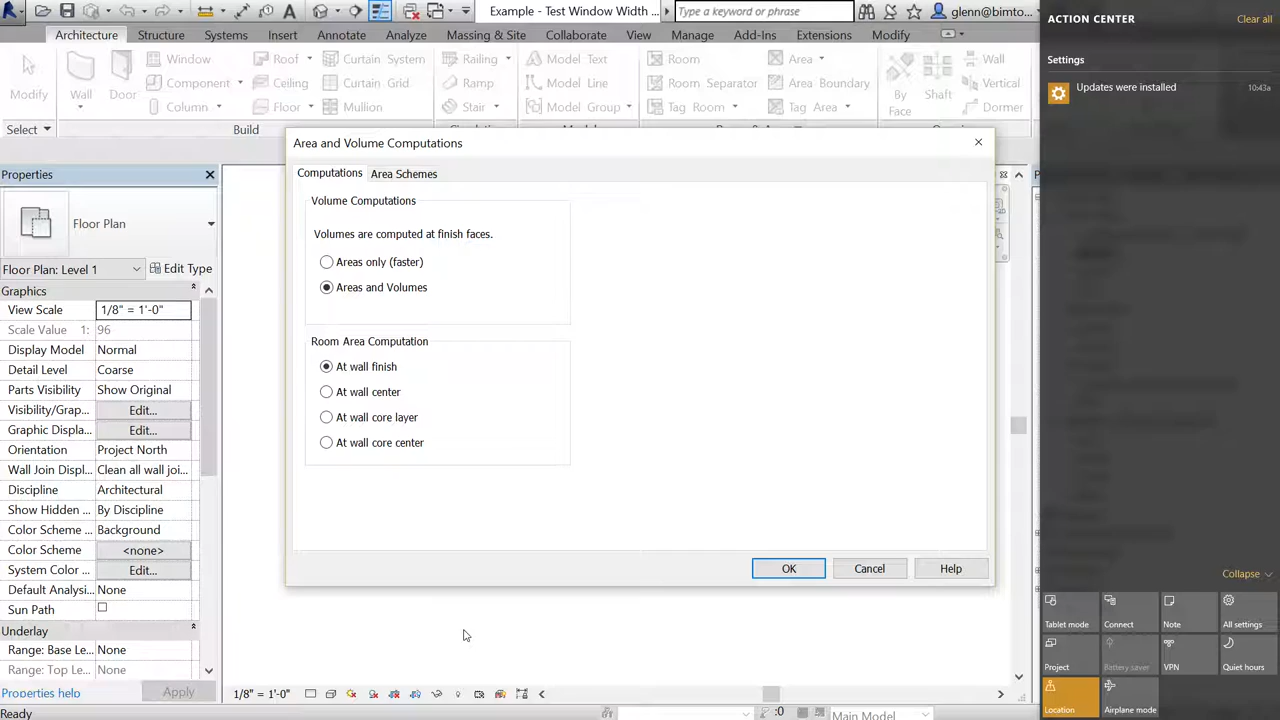 Example - Test Window Width ...
Type a keyword or phrase
glenn@bimto...
Architecture Structure Systems Insert Annotate Analyze Massing & Site Collaborate View Manage Add-Ins Extensions Modify
Modify
Wall
Door
Window
Component
Column
Roof
Ceiling
Floor
Curtain System
Curtain Grid
Mullion
Railing
Ramp
Stair
Model Text
Model Line
Model Group
Room
Room Separator
Tag Room
Area
Area Boundary
Tag Area
By
Face
Shaft
Wall
Vertical
Dormer
Select
Build
Properties
Floor Plan
Floor Plan: Level 1
Edit Type
Graphics
View Scale 1/8" = 1'-0"
Scale Value 1: 96
Display Model Normal
Detail Level Coarse
Parts Visibility Show Original
Visibility/Grap... Edit...
Graphic Displa... Edit...
Orientation Project North
Wall Join Displ... Clean all wall joi...
Discipline Architectural
Show Hidden ... By Discipline
Color Scheme ... Background
Color Scheme <none>
System Color ... Edit...
Default Analysi... None
Sun Path
Underlay
Range: Base Le... None
Range: Top Le... None
Properties help
Apply
Ready
Area and Volume Computations
Computations
Area Schemes
Volume Computations
Volumes are computed at finish faces.
Areas only (faster)
Areas and Volumes
Room Area Computation
At wall finish
At wall center
At wall core layer
At wall core center
OK
Cancel
Help
1/8" = 1'-0"
:0
Main Model
ACTION CENTER
Clear all
Settings
Updates were installed
10:43a
Collapse
Tablet mode
Connect
Note
All settings
Project
Battery saver
VPN
Quiet hours
Location
Airplane mode